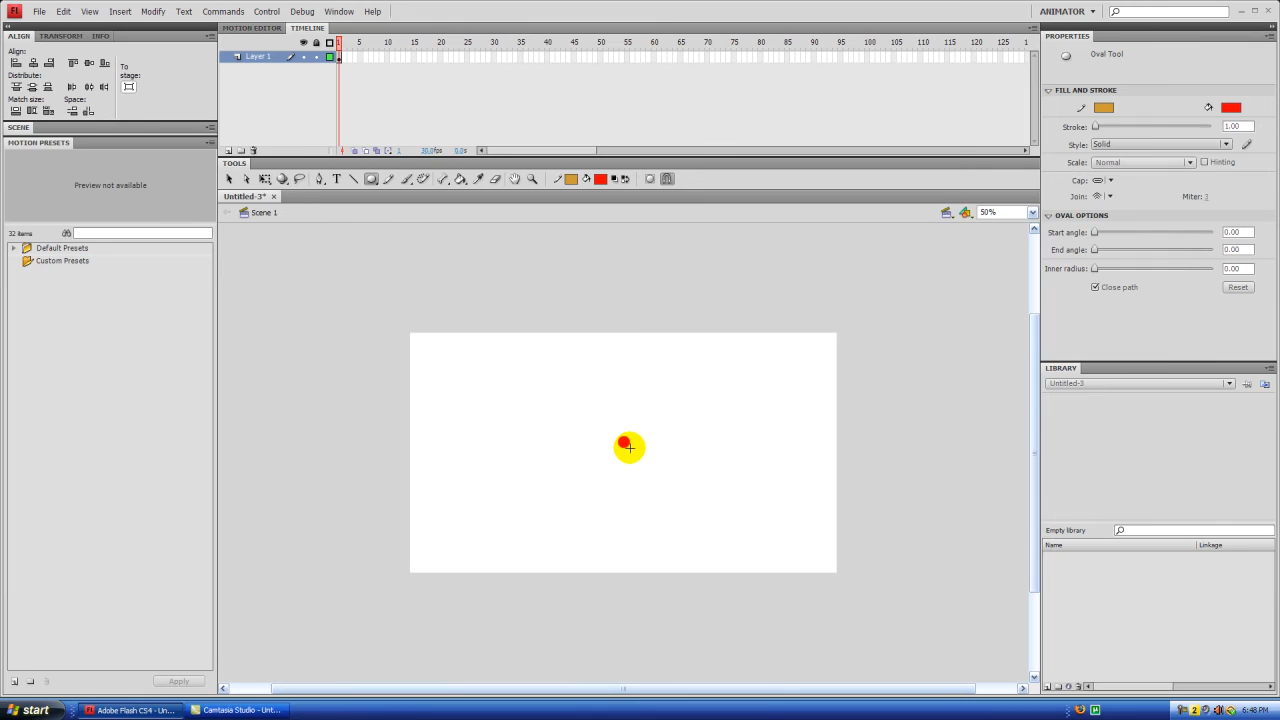 Fl File Edit View Insert Modify Text Commands Control Debug Window Help ANIMATOR
ALIGN TRANSFORM INFO
MOTION EDITOR TIMELINE
PROPERTIES
Align:
To stage:
Distribute:
Match size: Space:
1 5 10 15 20 25 30 35 40 45 50 55 60 65 70 75 80 85 90 95 100 105 110 115 120 125 1
Layer 1
1 30.0fps 0.0s
Oval Tool
FILL AND STROKE
Stroke: 1.00
Style: Solid
Scale: Normal Hinting
Cap:
Join: Miter: 3
OVAL OPTIONS
Start angle: 0.00
End angle: 0.00
Inner radius: 0.00
Close path Reset
SCENE
MOTION PRESETS
Preview not available
32 items
Default Presets
Custom Presets
Apply
TOOLS
Untitled-3* ×
Scene 1 50%
LIBRARY
Untitled-3
Empty library
Name Linkage
start Adobe Flash CS4 - Un... Camtasia Studio - Unt... 2 6:48 PM